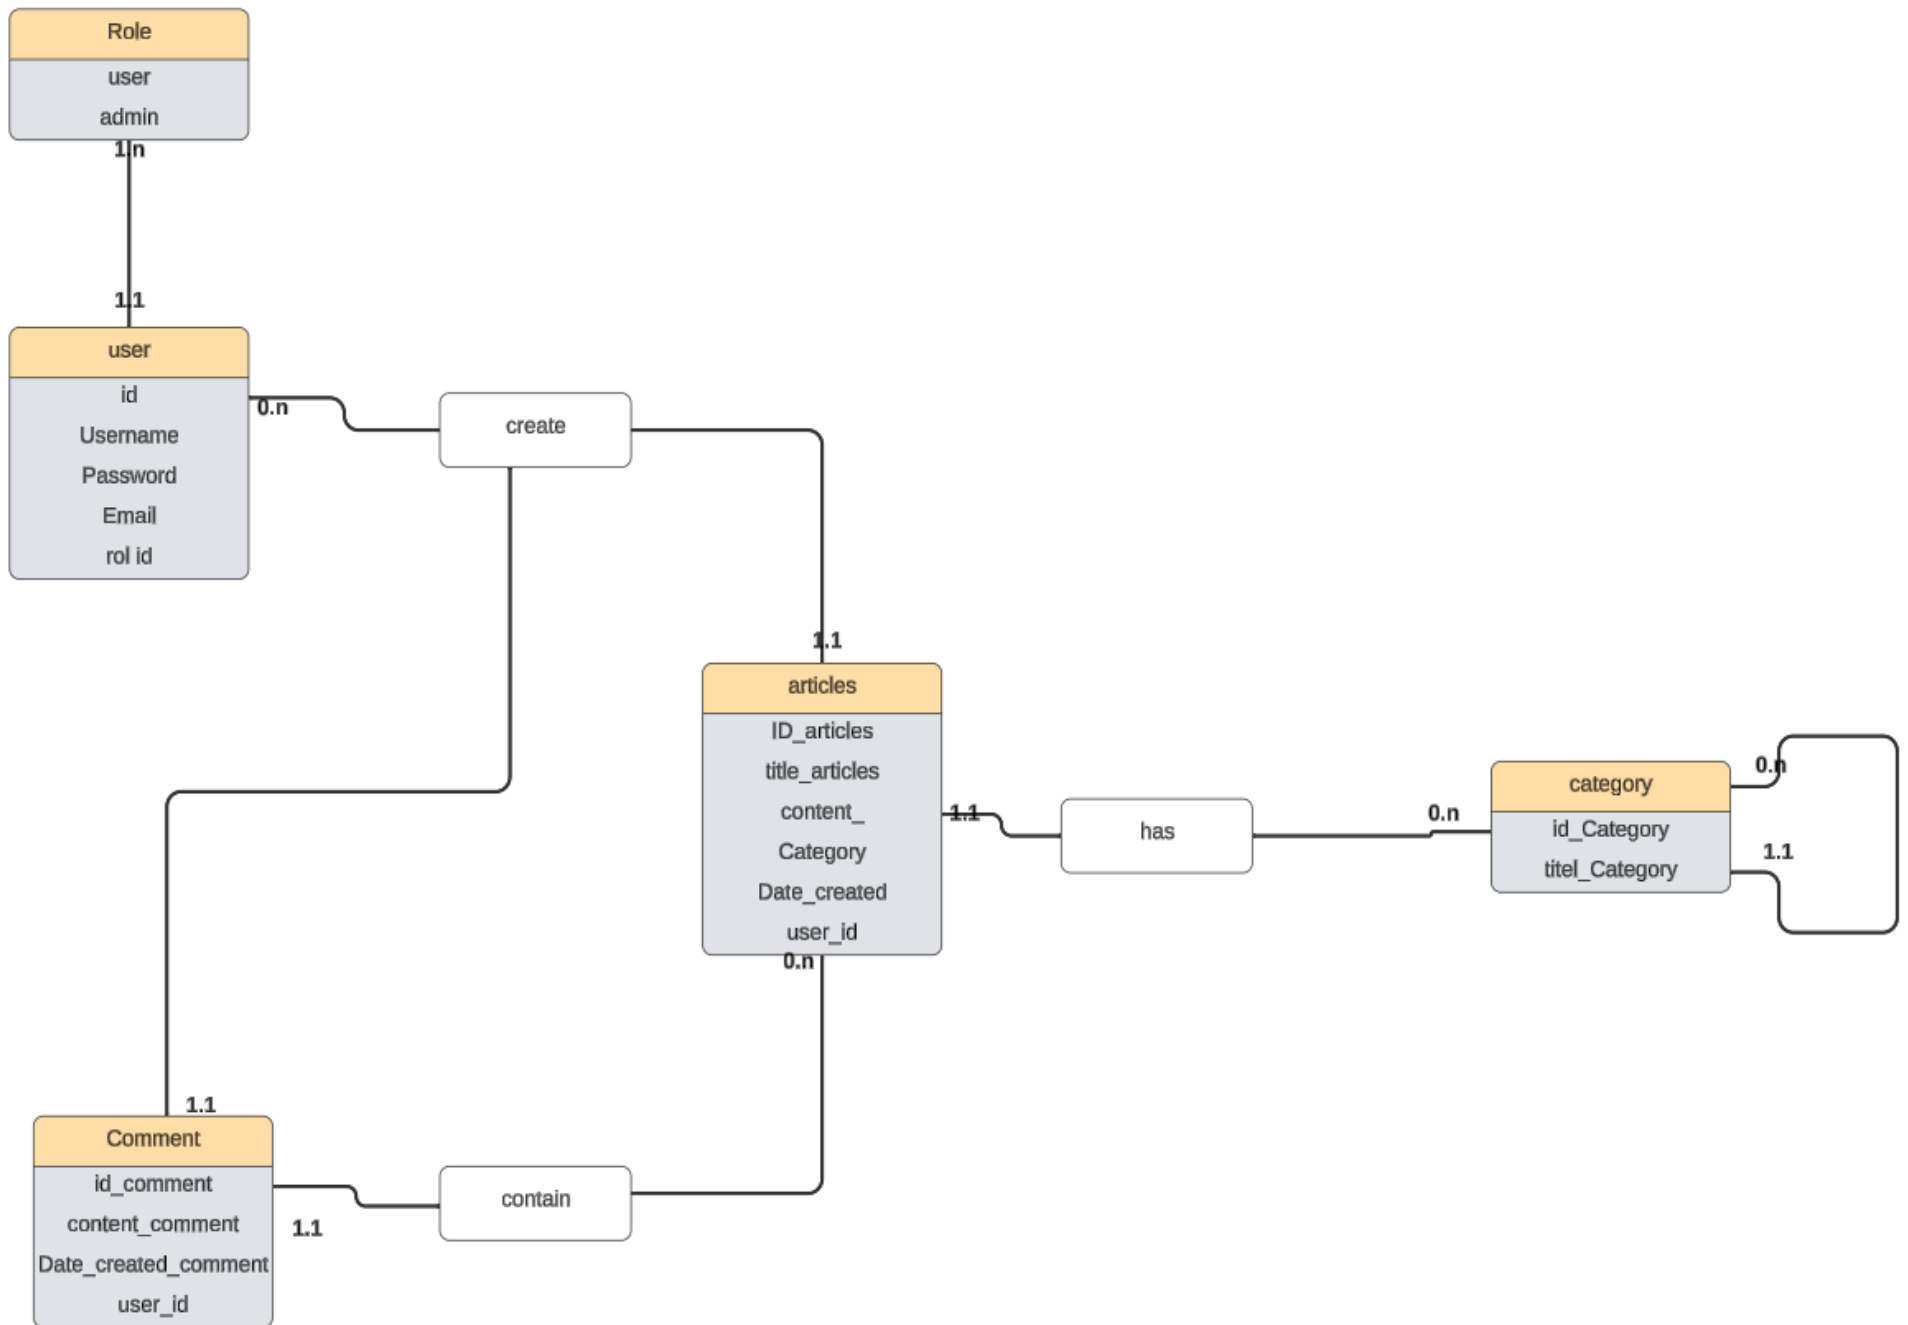 Role
user
admin
1.n
1.1
user
id
Username
Password
Email
rol id
0.n
create
1.1
articles
ID_articles
title_articles
content_
Category
Date_created
user_id
0.n
1.1
has
0.n
category
id_Category
titel_Category
0.n
1.1
1.1
Comment
id_comment
content_comment
Date_created_comment
user_id
1.1
contain